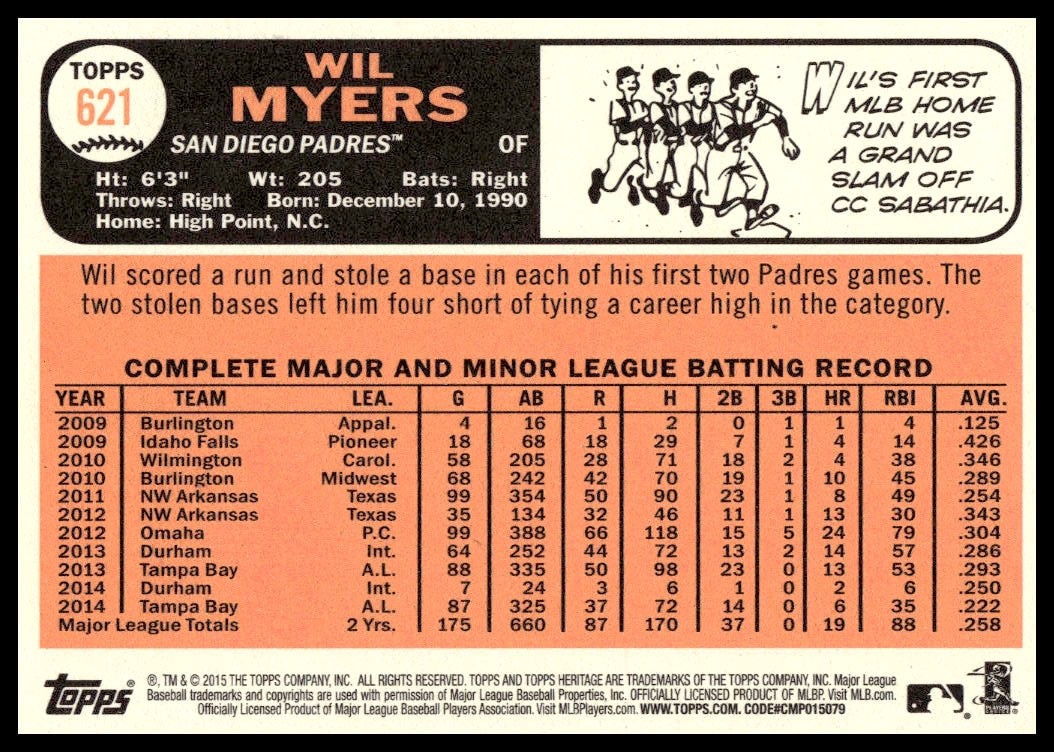 TOPPS
621
WIL
MYERS
SAN DIEGO PADRES™ OF
Ht: 6'3" Wt: 205 Bats: Right
Throws: Right Born: December 10, 1990
Home: High Point, N.C.
WIL'S FIRST
MLB HOME
RUN WAS
A GRAND
SLAM OFF
CC SABATHIA.
Wil scored a run and stole a base in each of his first two Padres games. The
two stolen bases left him four short of tying a career high in the category.
COMPLETE MAJOR AND MINOR LEAGUE BATTING RECORD
YEAR TEAM LEA. G AB R H 2B 3B HR RBI AVG.
2009 Burlington Appal. 4 16 1 2 0 1 1 4 .125
2009 Idaho Falls Pioneer 18 68 18 29 7 1 4 14 .426
2010 Wilmington Carol. 58 205 28 71 18 2 4 38 .346
2010 Burlington Midwest 68 242 42 70 19 1 10 45 .289
2011 NW Arkansas Texas 99 354 50 90 23 1 8 49 .254
2012 NW Arkansas Texas 35 134 32 46 11 1 13 30 .343
2012 Omaha P.C. 99 388 66 118 15 5 24 79 .304
2013 Durham Int. 64 252 44 72 13 2 14 57 .286
2013 Tampa Bay A.L. 88 335 50 98 23 0 13 53 .293
2014 Durham Int. 7 24 3 6 1 0 2 6 .250
2014 Tampa Bay A.L. 87 325 37 72 14 0 6 35 .222
Major League Totals 2 Yrs. 175 660 87 170 37 0 19 88 .258
topps®
®, TM & © 2015 THE TOPPS COMPANY, INC. ALL RIGHTS RESERVED. TOPPS AND TOPPS HERITAGE ARE TRADEMARKS OF THE TOPPS COMPANY, INC. Major League
Baseball trademarks and copyrights are used with permission of Major League Baseball Properties, Inc. OFFICIALLY LICENSED PRODUCT OF MLBP. Visit MLB.com.
Officially Licensed Product of Major League Baseball Players Association. Visit MLBPlayers.com. WWW.TOPPS.COM. CODE#CMP015079